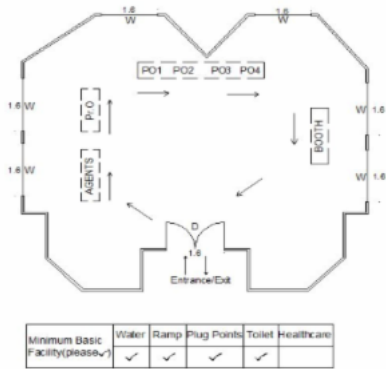 1.6 1.6
W W
PO1 PO2 PO3 PO4
1.6 W Pr.O BOOTH W 1.6
1.6 W AGENTS W 1.6
D
1.6
Entrance/Exit
Minimum Basic Facility(please✓) Water Ramp Plug Points Toilet Healthcare
✓ ✓ ✓ ✓